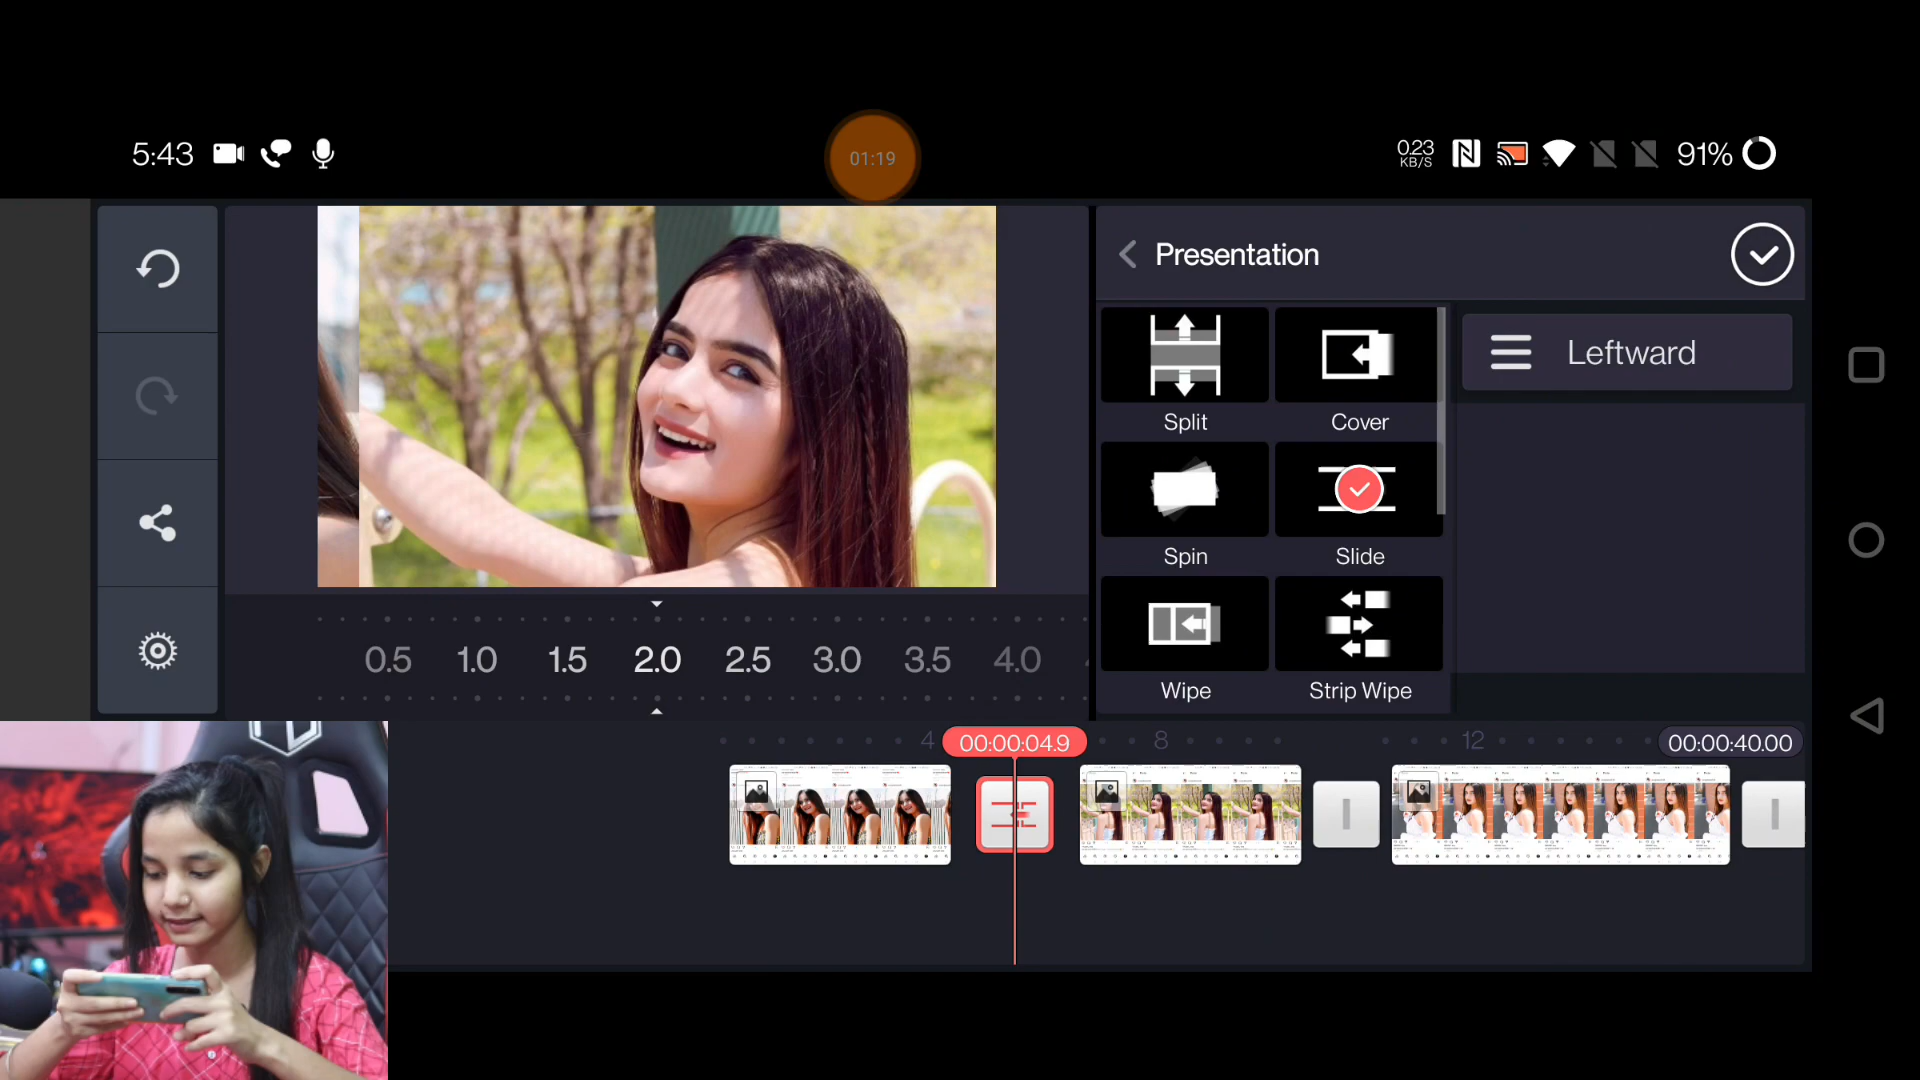 5:43
01:19
0.23
KB/S
91%
Presentation
Leftward
Split
Cover
Spin
Slide
Wipe
Strip Wipe
0.5 1.0 1.5 2.0 2.5 3.0 3.5 4.0
4
00:00:04.9
8
12
00:00:40.00